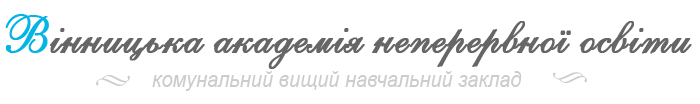 Вінницька академія неперервної освіти
комунальний вищий навчальний заклад